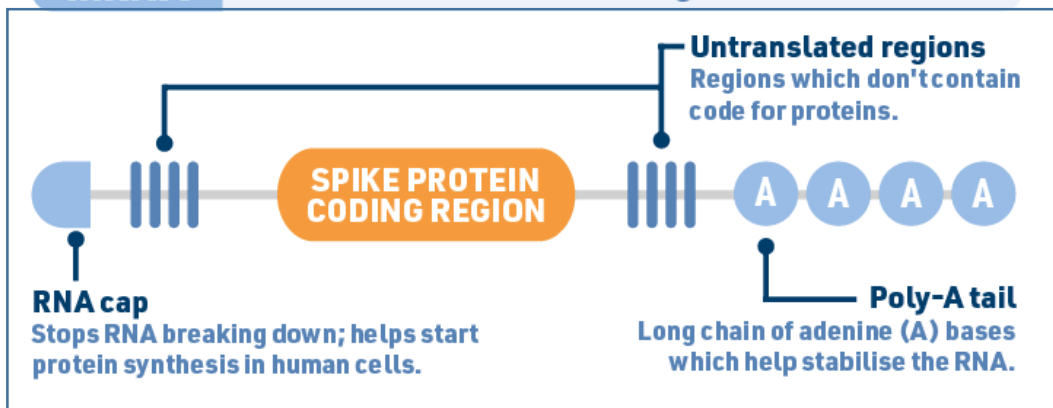 Untranslated regions
Regions which don't contain
code for proteins.
SPIKE PROTEIN
CODING REGION
A A A A
RNA cap
Stops RNA breaking down; helps start
protein synthesis in human cells.
Poly-A tail
Long chain of adenine (A) bases
which help stabilise the RNA.